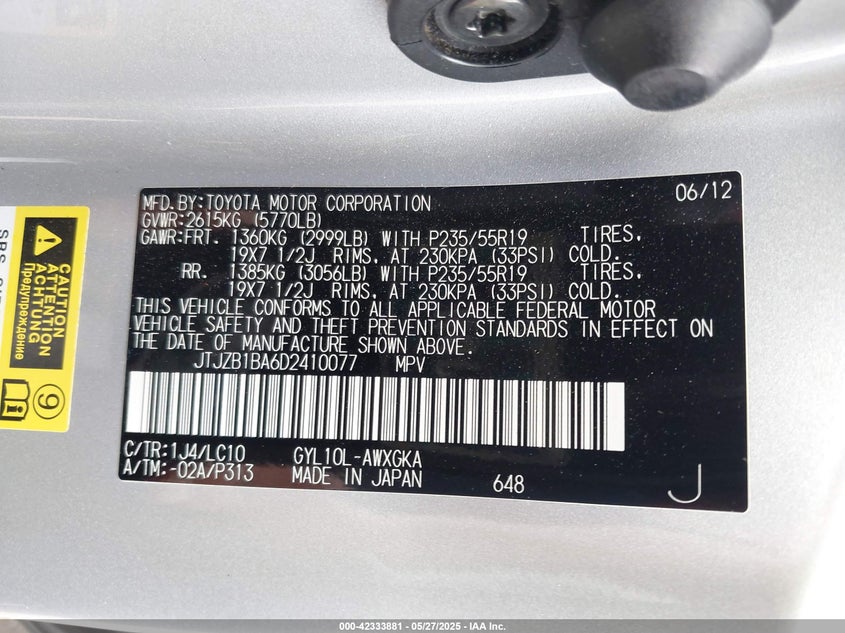 MFD. BY: TOYOTA MOTOR CORPORATION 06/12
GVWR: 2615KG (5770LB)
GAWR: FRT. 1360KG (2999LB) WITH P235/55R19 TIRES,
19X7 1/2J RIMS, AT 230KPA (33PSI) COLD.
RR. 1385KG (3056LB) WITH P235/55R19 TIRES,
19X7 1/2J RIMS, AT 230KPA (33PSI) COLD.
THIS VEHICLE CONFORMS TO ALL APPLICABLE FEDERAL MOTOR
VEHICLE SAFETY AND THEFT PREVENTION STANDARDS IN EFFECT ON
THE DATE OF MANUFACTURE SHOWN ABOVE.
JTJZB1BA6D2410077 MPV
C/TR: 1J4/LC10 GYL10L-AWXGKA
A/TM: -02A/P313 MADE IN JAPAN 648 J
CAUTION
ATTENTION
ACHTUNG
Предупреждение
9
000-42333881 - 05/27/2025 - IAA Inc.